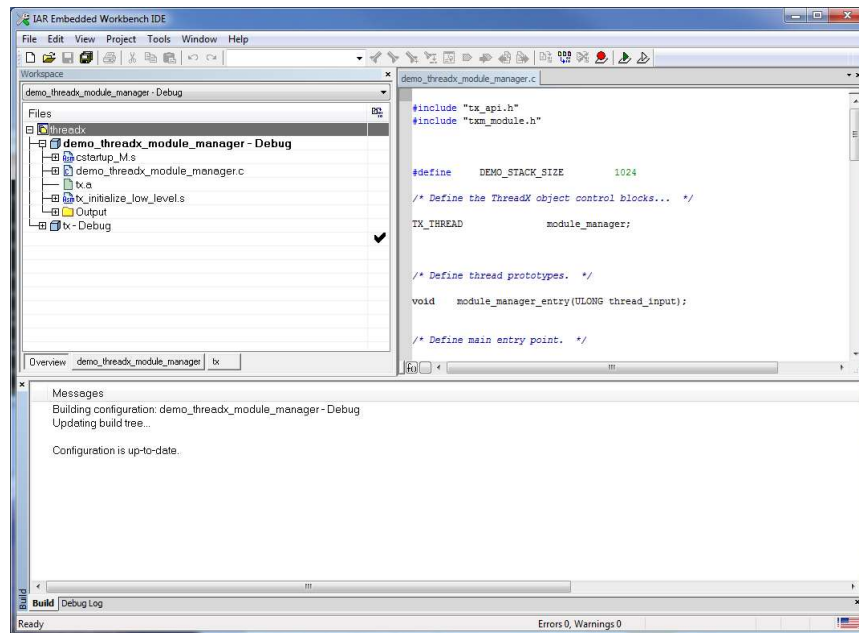 IAR Embedded Workbench IDE
File Edit View Project Tools Window Help
Workspace
demo_threadx_module_manager.c
demo_threadx_module_manager - Debug
Files
threadx
demo_threadx_module_manager - Debug
cstartup_M.s
demo_threadx_module_manager.c
tx.a
tx_initialize_low_level.s
Output
tx - Debug
Overview demo_threadx_module_manager tx
#include "tx_api.h"
#include "txm_module.h"
#define DEMO_STACK_SIZE 1024
/* Define the ThreadX object control blocks... */
TX_THREAD module_manager;
/* Define thread prototypes. */
void module_manager_entry(ULONG thread_input);
/* Define main entry point. */
Messages
Building configuration: demo_threadx_module_manager - Debug
Updating build tree...
Configuration is up-to-date.
Build
Build Debug Log
Ready Errors 0, Warnings 0